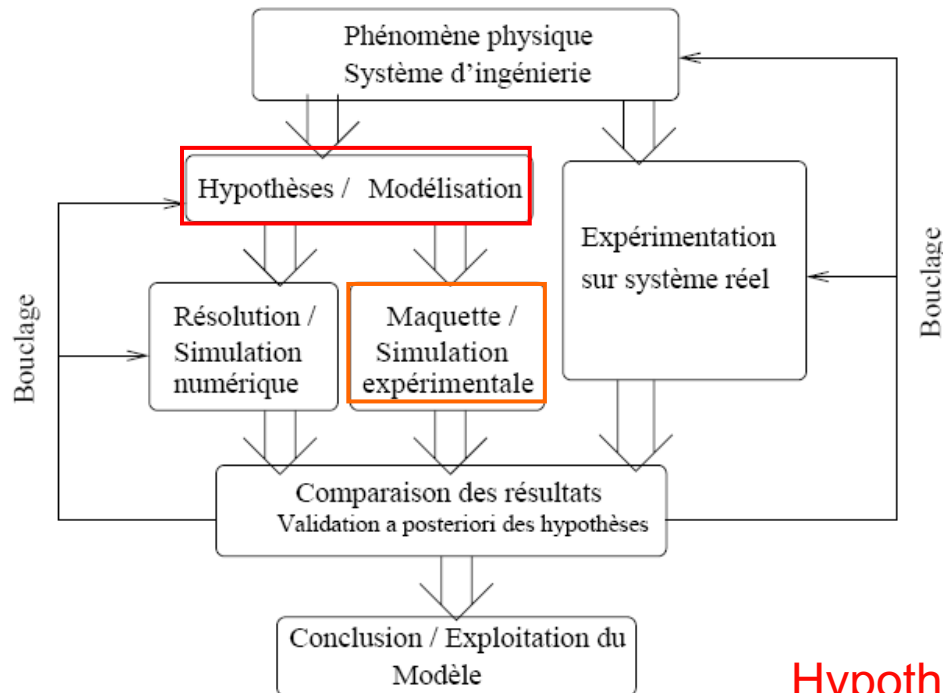 Phénomène physique
Système d'ingénierie
Hypothèses / Modélisation
Expérimentation
sur système réel
Résolution /
Simulation
numérique
Maquette /
Simulation
expérimentale
Bouclage
Bouclage
Comparaison des résultats
Validation a posteriori des hypothèses
Conclusion / Exploitation du
Modèle
Hypoth